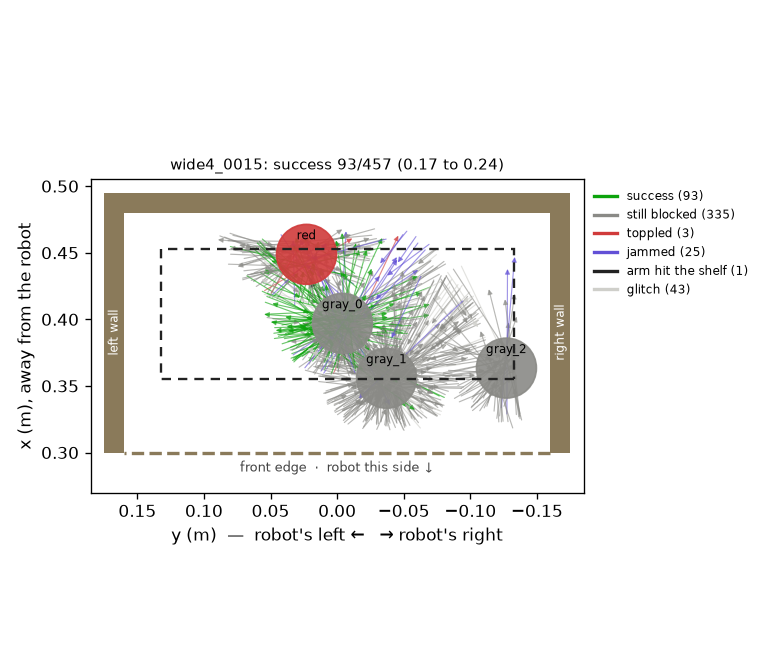 wide4_0015: success 93/457 (0.17 to 0.24)
success (93)
still blocked (335)
toppled (3)
jammed (25)
arm hit the shelf (1)
glitch (43)
x (m), away from the robot
0.50
0.45
0.40
0.35
0.30
left wall
right wall
red
gray_0
gray_1
gray_2
front edge · robot this side ↓
0.15 0.10 0.05 0.00 −0.05 −0.10 −0.15
y (m) — robot's left ← → robot's right